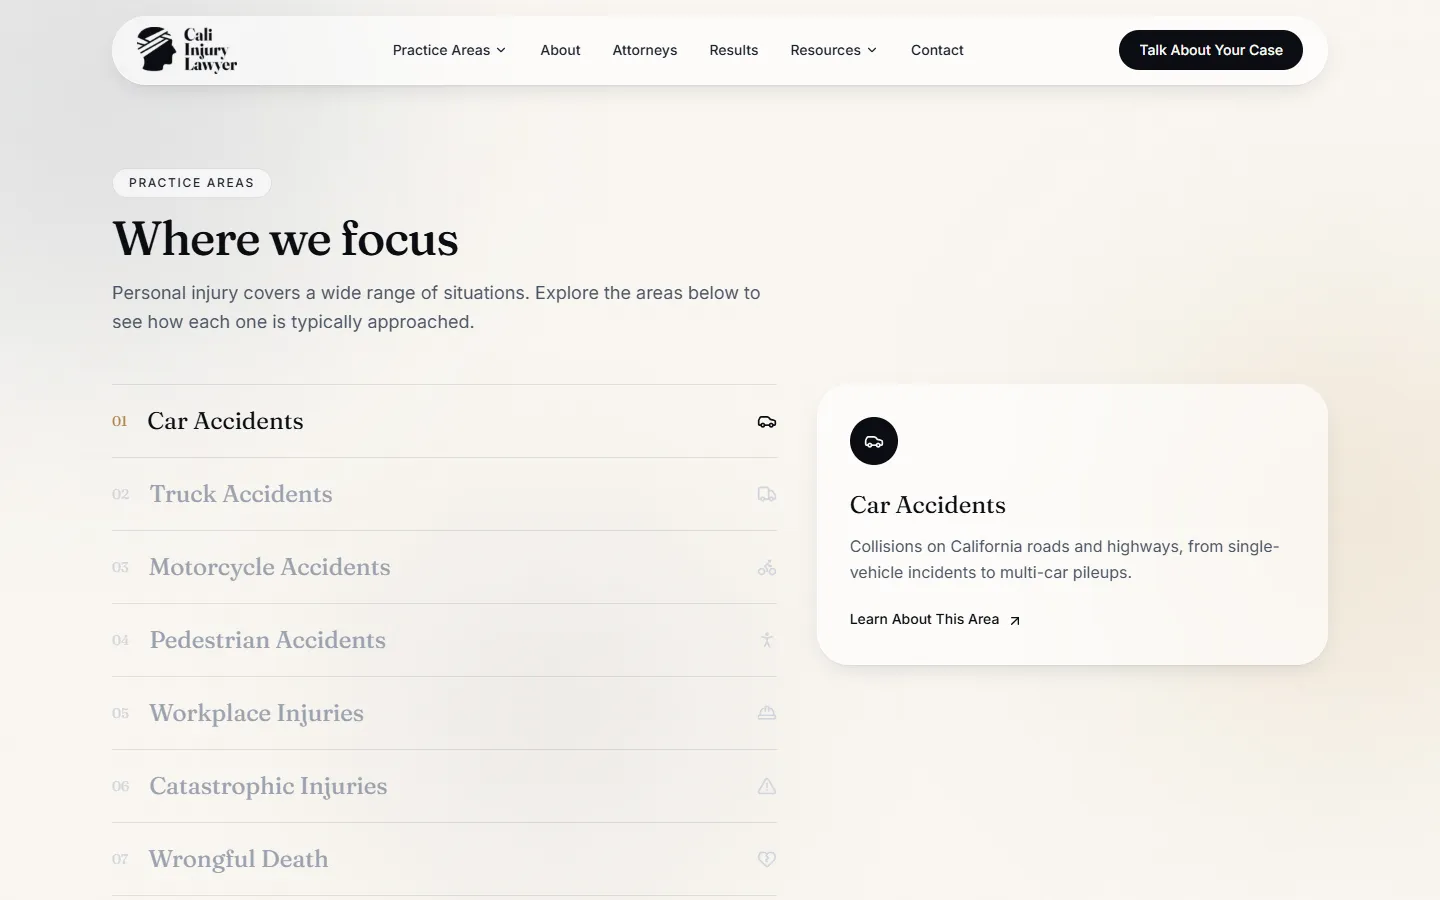 Cali
Injury
Lawyer
Practice Areas
About
Attorneys
Results
Resources
Contact
Talk About Your Case
PRACTICE AREAS
Where we focus
Personal injury covers a wide range of situations. Explore the areas below to
see how each one is typically approached.
01 Car Accidents
02 Truck Accidents
03 Motorcycle Accidents
04 Pedestrian Accidents
05 Workplace Injuries
06 Catastrophic Injuries
07 Wrongful Death
Car Accidents
Collisions on California roads and highways, from single-
vehicle incidents to multi-car pileups.
Learn About This Area